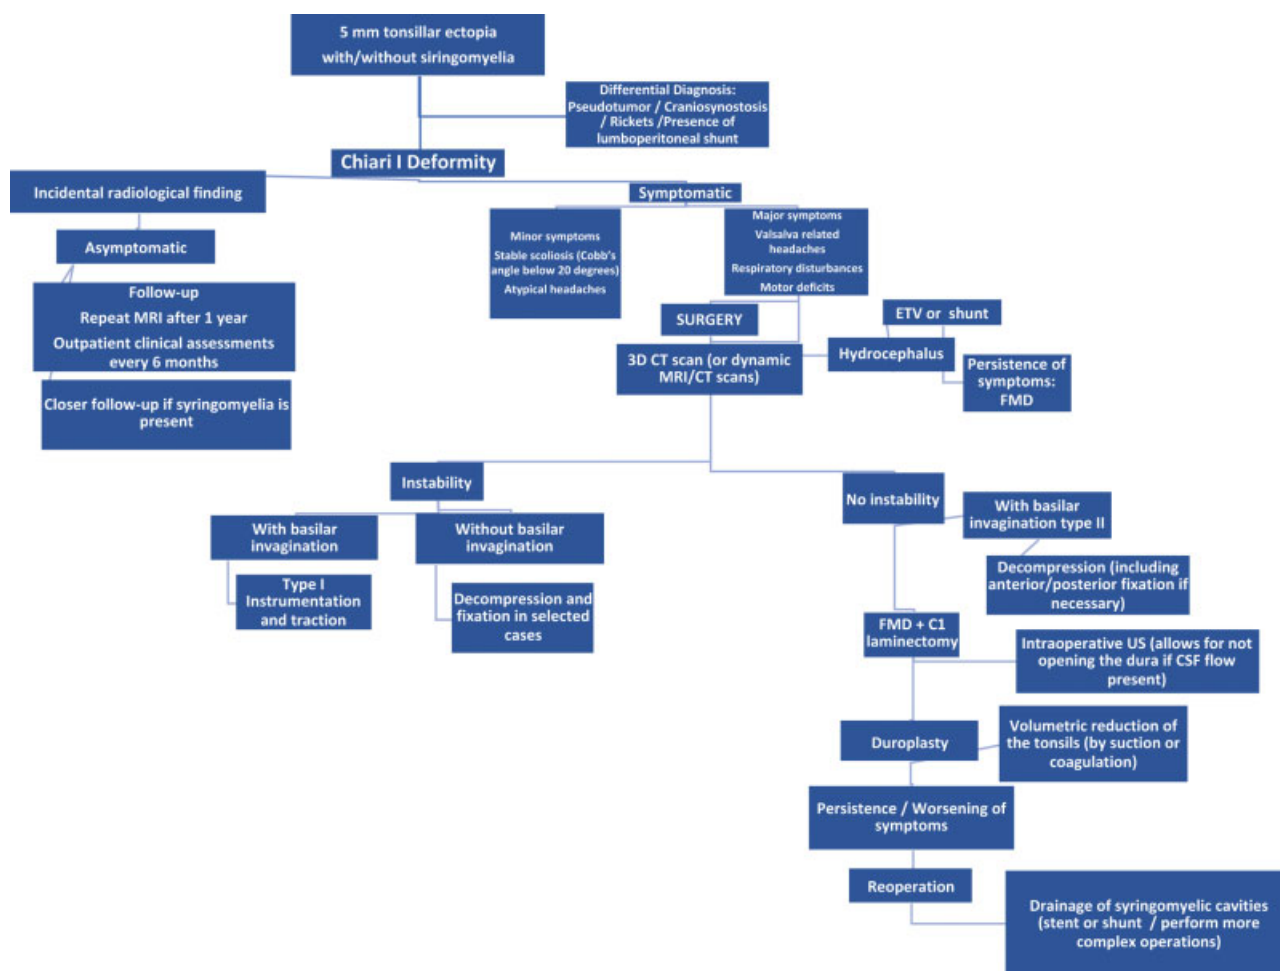 5 mm tonsillar ectopia
with/without siringomyelia
Differential Diagnosis:
Pseudotumor / Craniosynostosis
/ Rickets /Presence of
lumboperitoneal shunt
Chiari I Deformity
Incidental radiological finding
Symptomatic
Asymptomatic
Minor symptoms
Stable scoliosis (Cobb's
angle below 20 degrees)
Atypical headaches
Major symptoms
Valsalva related
headaches
Respiratory disturbances
Motor deficits
Follow-up
Repeat MRI after 1 year
Outpatient clinical assessments
every 6 months
Closer follow-up if syringomyelia is
present
SURGERY
3D CT scan (or dynamic
MRI/CT scans)
ETV or shunt
Hydrocephalus
Persistence of
symptoms:
FMD
Instability
No instability
With basilar
invagination
Without basilar
invagination
Type I
Instrumentation
and traction
Decompression and
fixation in selected
cases
With basilar
invagination type II
Decompression (including
anterior/posterior fixation if
necessary)
FMD + C1
laminectomy
Intraoperative US (allows for not
opening the dura if CSF flow
present)
Duroplasty
Volumetric reduction of
the tonsils (by suction or
coagulation)
Persistence / Worsening of
symptoms
Reoperation
Drainage of syringomyelic cavities
(stent or shunt / perform more
complex operations)